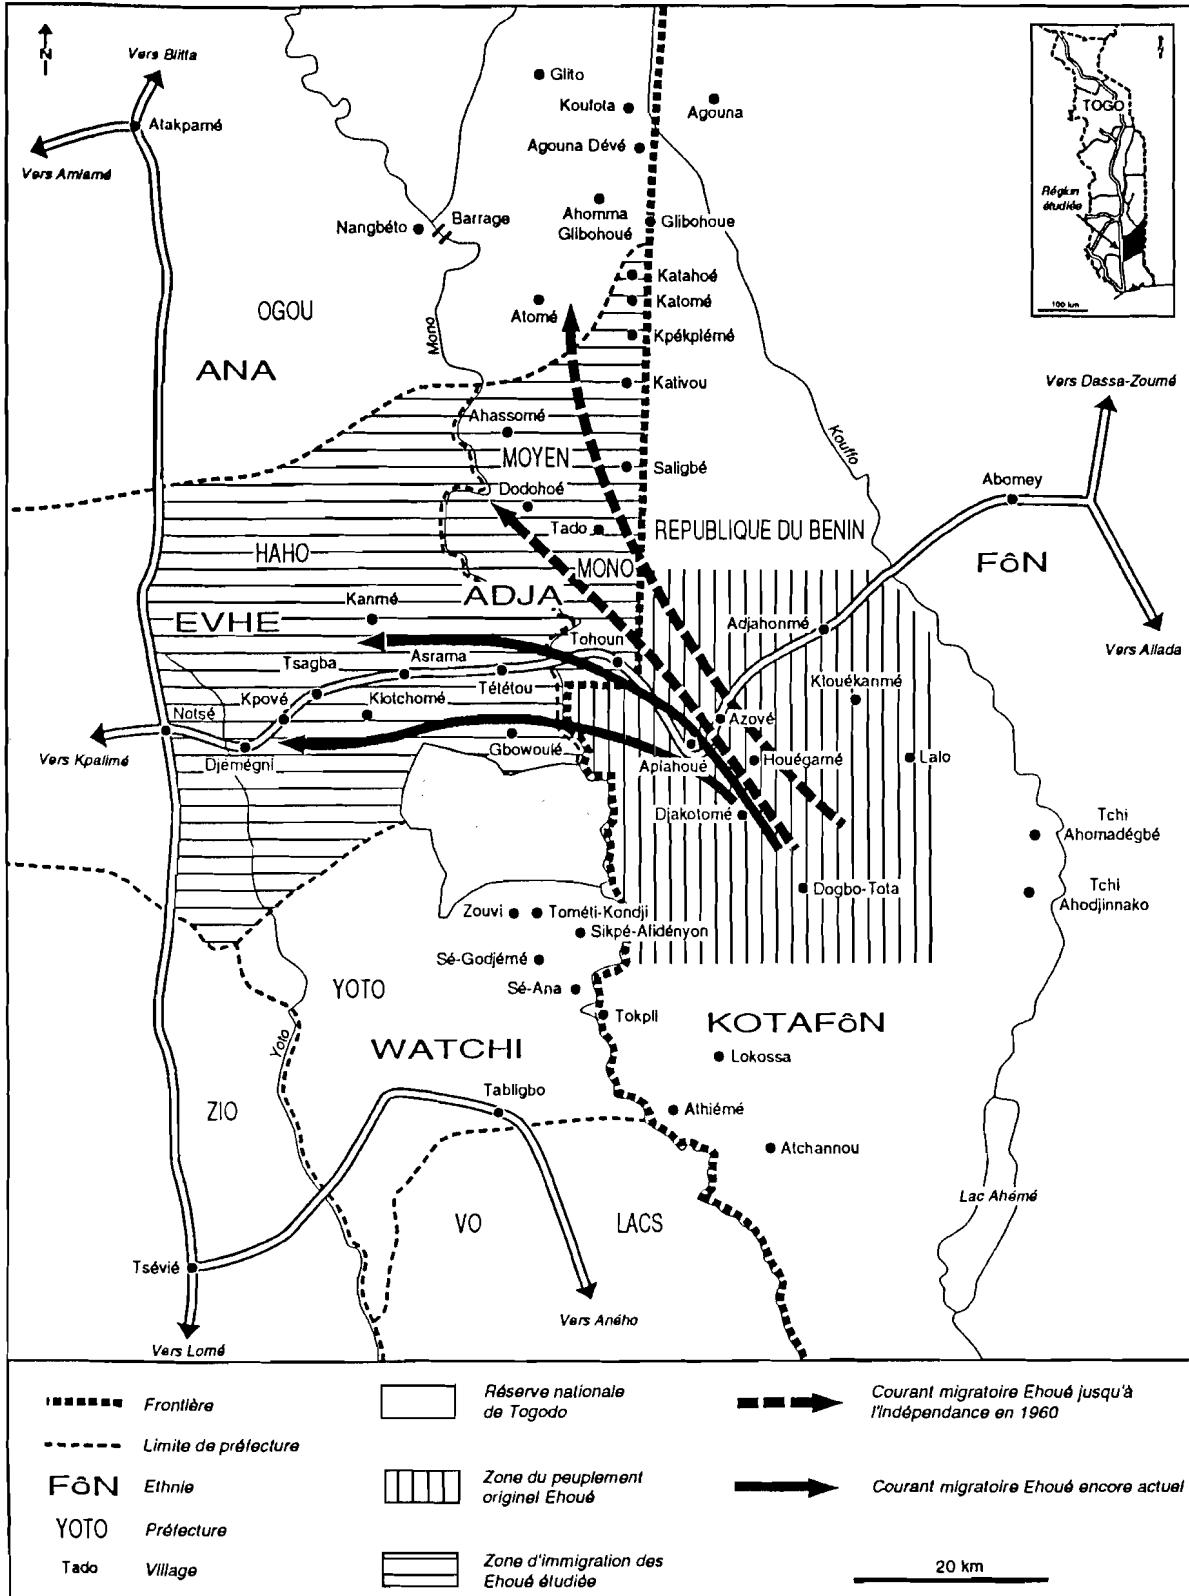 N
Vers Blitta
Atakpamé
Vers Amlamé
Glito
Koufota
Agouna
Agouna Dévé
TOGO
Région
étudiée
100 km
Ahomma
Glibohoué
Glibohoue
Nangbéto
Barrage
Katahoé
Katomé
Atomé
Kpékplémé
OGOU
Mono
ANA
Kativou
Vers Dassa-Zoumé
Ahassomé
MOYEN
Kouffo
Saligbé
Dodohoé
Abomey
Tado
REPUBLIQUE DU BENIN
HAHO
MONO
FôN
Kanmé
ADJA
EVHE
Adjahonmé
Tohoun
Vers Allada
Tsagba
Asrama
Klouékanmé
Kpové
Tététou
Klotchomé
Notsé
Azové
Vers Kpalimé
Gbowoulé
Djémégni
Aplahoué
Houégamé
Lalo
Djakotomé
Tchi
Ahomadégbé
Dogbo-Tota
Tchi
Ahodjinnako
Zouvi
Tométi-Kondji
Sikpé-Alidényon
Sé-Godjémé
YOTO
Sé-Ana
Tokpli
KOTAFôN
Yoto
WATCHI
Lokossa
Tabligbo
ZIO
Athiémé
Atchannou
Lac Ahémé
VO
LACS
Tsévié
Vers Aného
Vers Lomé
Frontière
Limite de préfecture
FôN
Ethnie
YOTO
Préfecture
Tado
Village
Réserve nationale
de Togodo
Zone du peuplement
originel Ehoué
Zone d'immigration des
Ehoué étudiée
Courant migratoire Ehoué jusqu'à
l'Indépendance en 1960
Courant migratoire Ehoué encore actuel
20 km